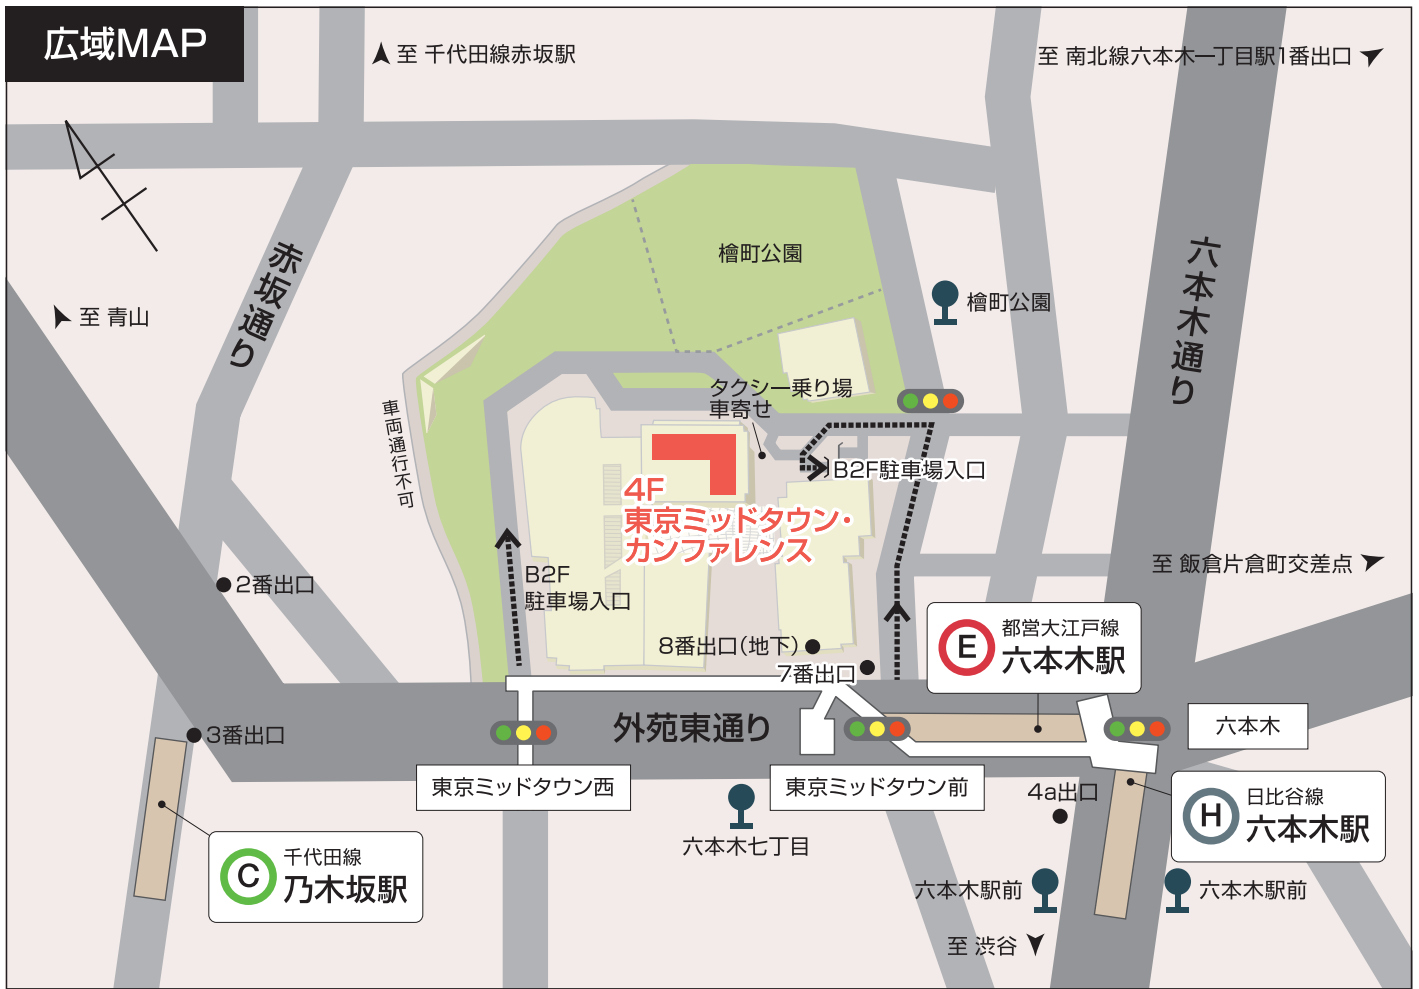 広域MAP
至 千代田線赤坂駅
至 南北線六本木一丁目駅1番出口
赤坂通り
六本木通り
檜町公園
檜町公園
至 青山
タクシー乗り場
車寄せ
車両通行不可
B2F駐車場入口
4F
東京ミッドタウン・
カンファレンス
至 飯倉片倉町交差点
B2F
駐車場入口
2番出口
8番出口(地下)
7番出口
E
都営大江戸線
六本木駅
外苑東通り
3番出口
六本木
東京ミッドタウン西
東京ミッドタウン前
4a出口
H
日比谷線
六本木駅
六本木七丁目
C
千代田線
乃木坂駅
六本木駅前
六本木駅前
至 渋谷